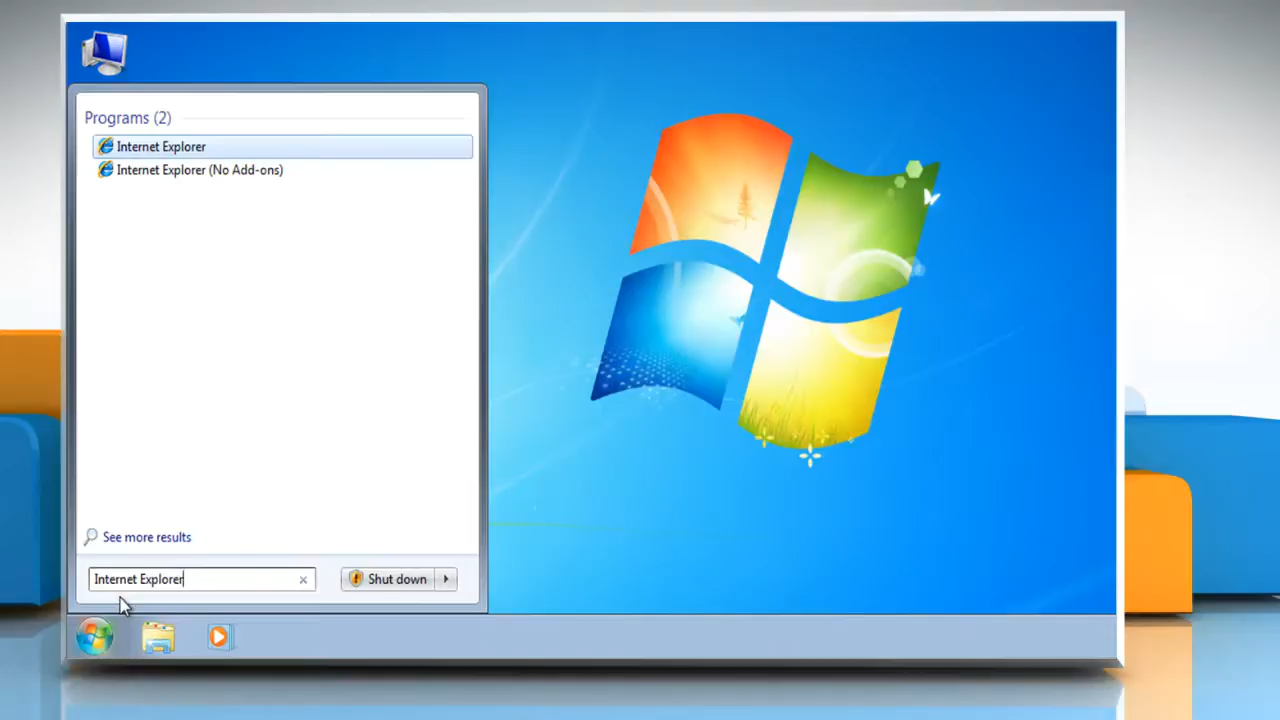 Programs (2)
Internet Explorer
Internet Explorer (No Add-ons)
See more results
Internet Explorer
Shut down